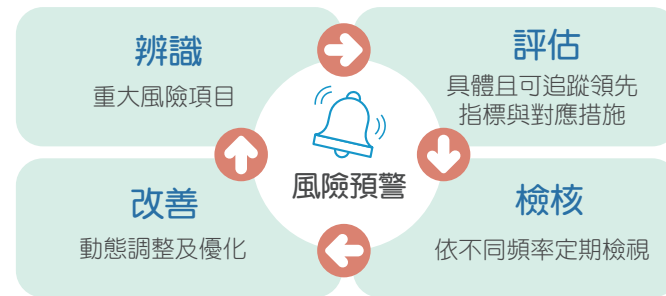 辨識
重大風險項目
評估
具體且可追蹤領先
指標與對應措施
風險預警
改善
動態調整及優化
檢核
依不同頻率定期檢視